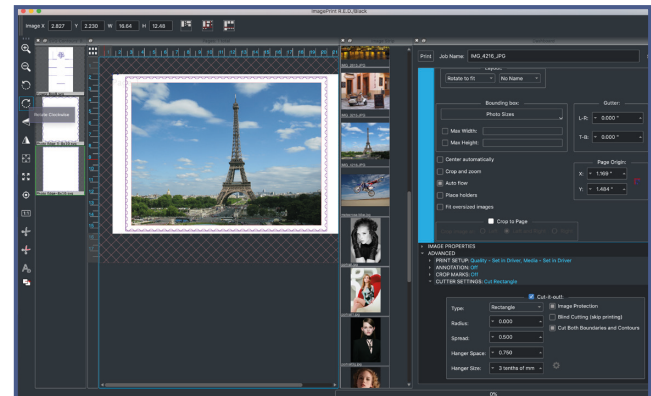 ImagePrint R.E.D./Black
Image X 2.827 Y 2.230 W 16.64 H 12.48
Print Job Name: IMG_4216_JPG
Layout:
Rotate to fill No Name
Bounding box:
Photo Sizes
Max Width:
Max Height:
Gutter:
L-R: 0.000 "
T-B: 0.000 "
Center automatically
Crop and zoom
Auto flow
Place holders
Fit oversized images
Page Origin:
X: 1.169 "
Y: 1.484 "
Crop to Page
Rotate Clockwise
IMAGE PROPERTIES
ADVANCED
PRINT SETUP: Quality - Set in Driver, Media - Set in Driver
ANNOTATION: Off
CROP MARKS: Off
CUTTER SETTINGS: Cut Rectangle
Cut-it-out!:
Type: Rectangle
Image Protection
Blind Cutting (skip printing)
Cut Both Boundaries and Contours
Radius: 0.000
Spread: 0.500
Hanger Space: 0.750
Hanger Size: 3 tenths of mm
0%